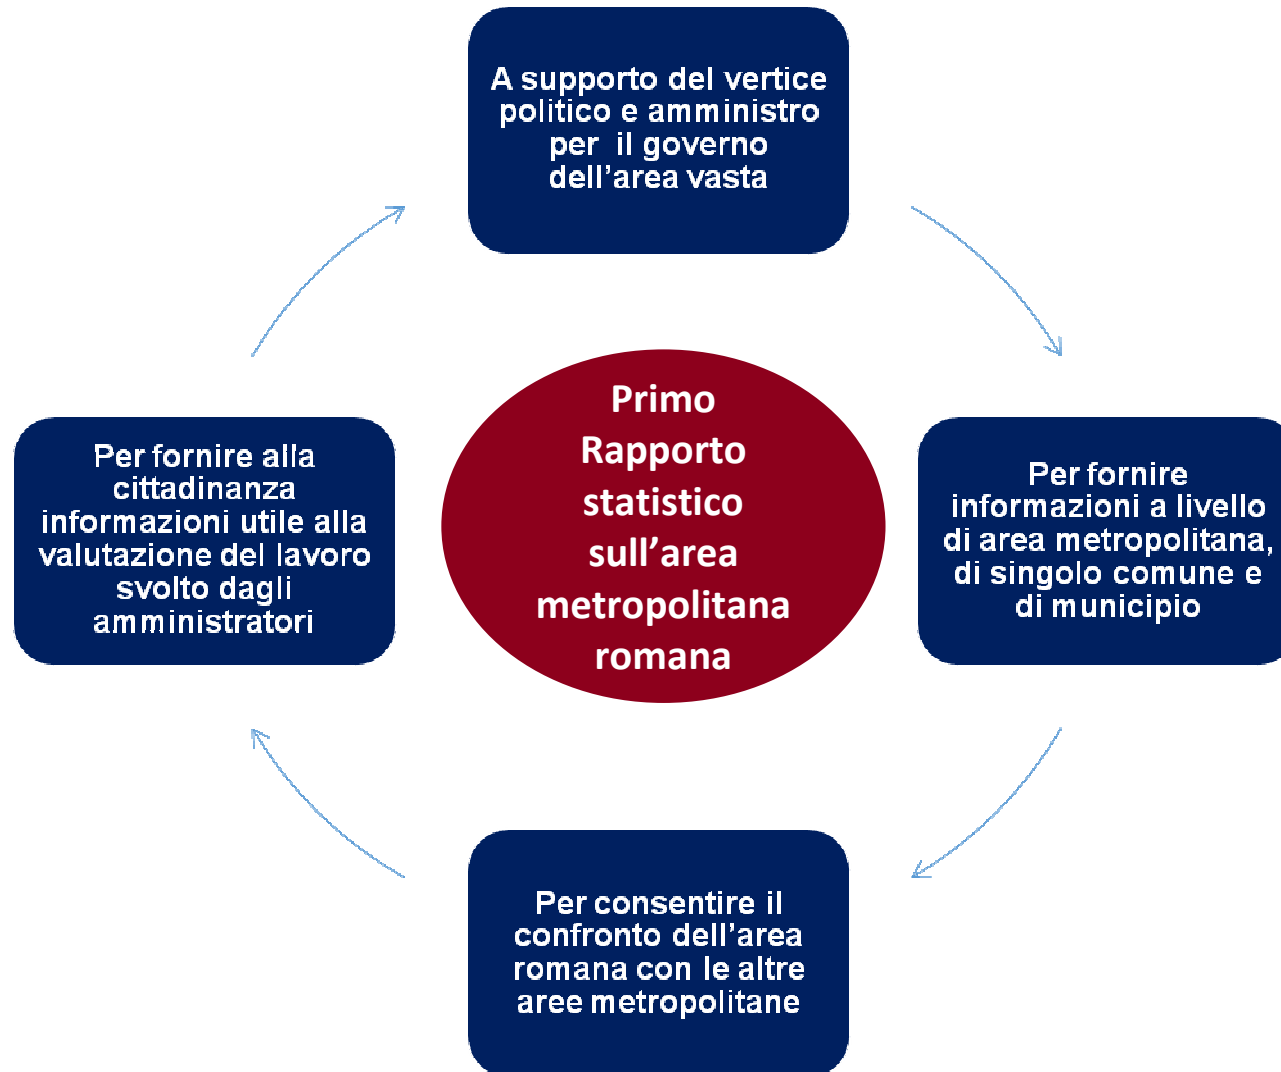 A supporto del vertice
politico e amministro
per il governo
dell’area vasta
Primo
Rapporto
statistico
sull’area
metropolitana
romana
Per fornire alla
cittadinanza
informazioni utile alla
valutazione del lavoro
svolto dagli
amministratori
Per fornire
informazioni a livello
di area metropolitana,
di singolo comune e
di municipio
Per consentire il
confronto dell’area
romana con le altre
aree metropolitane